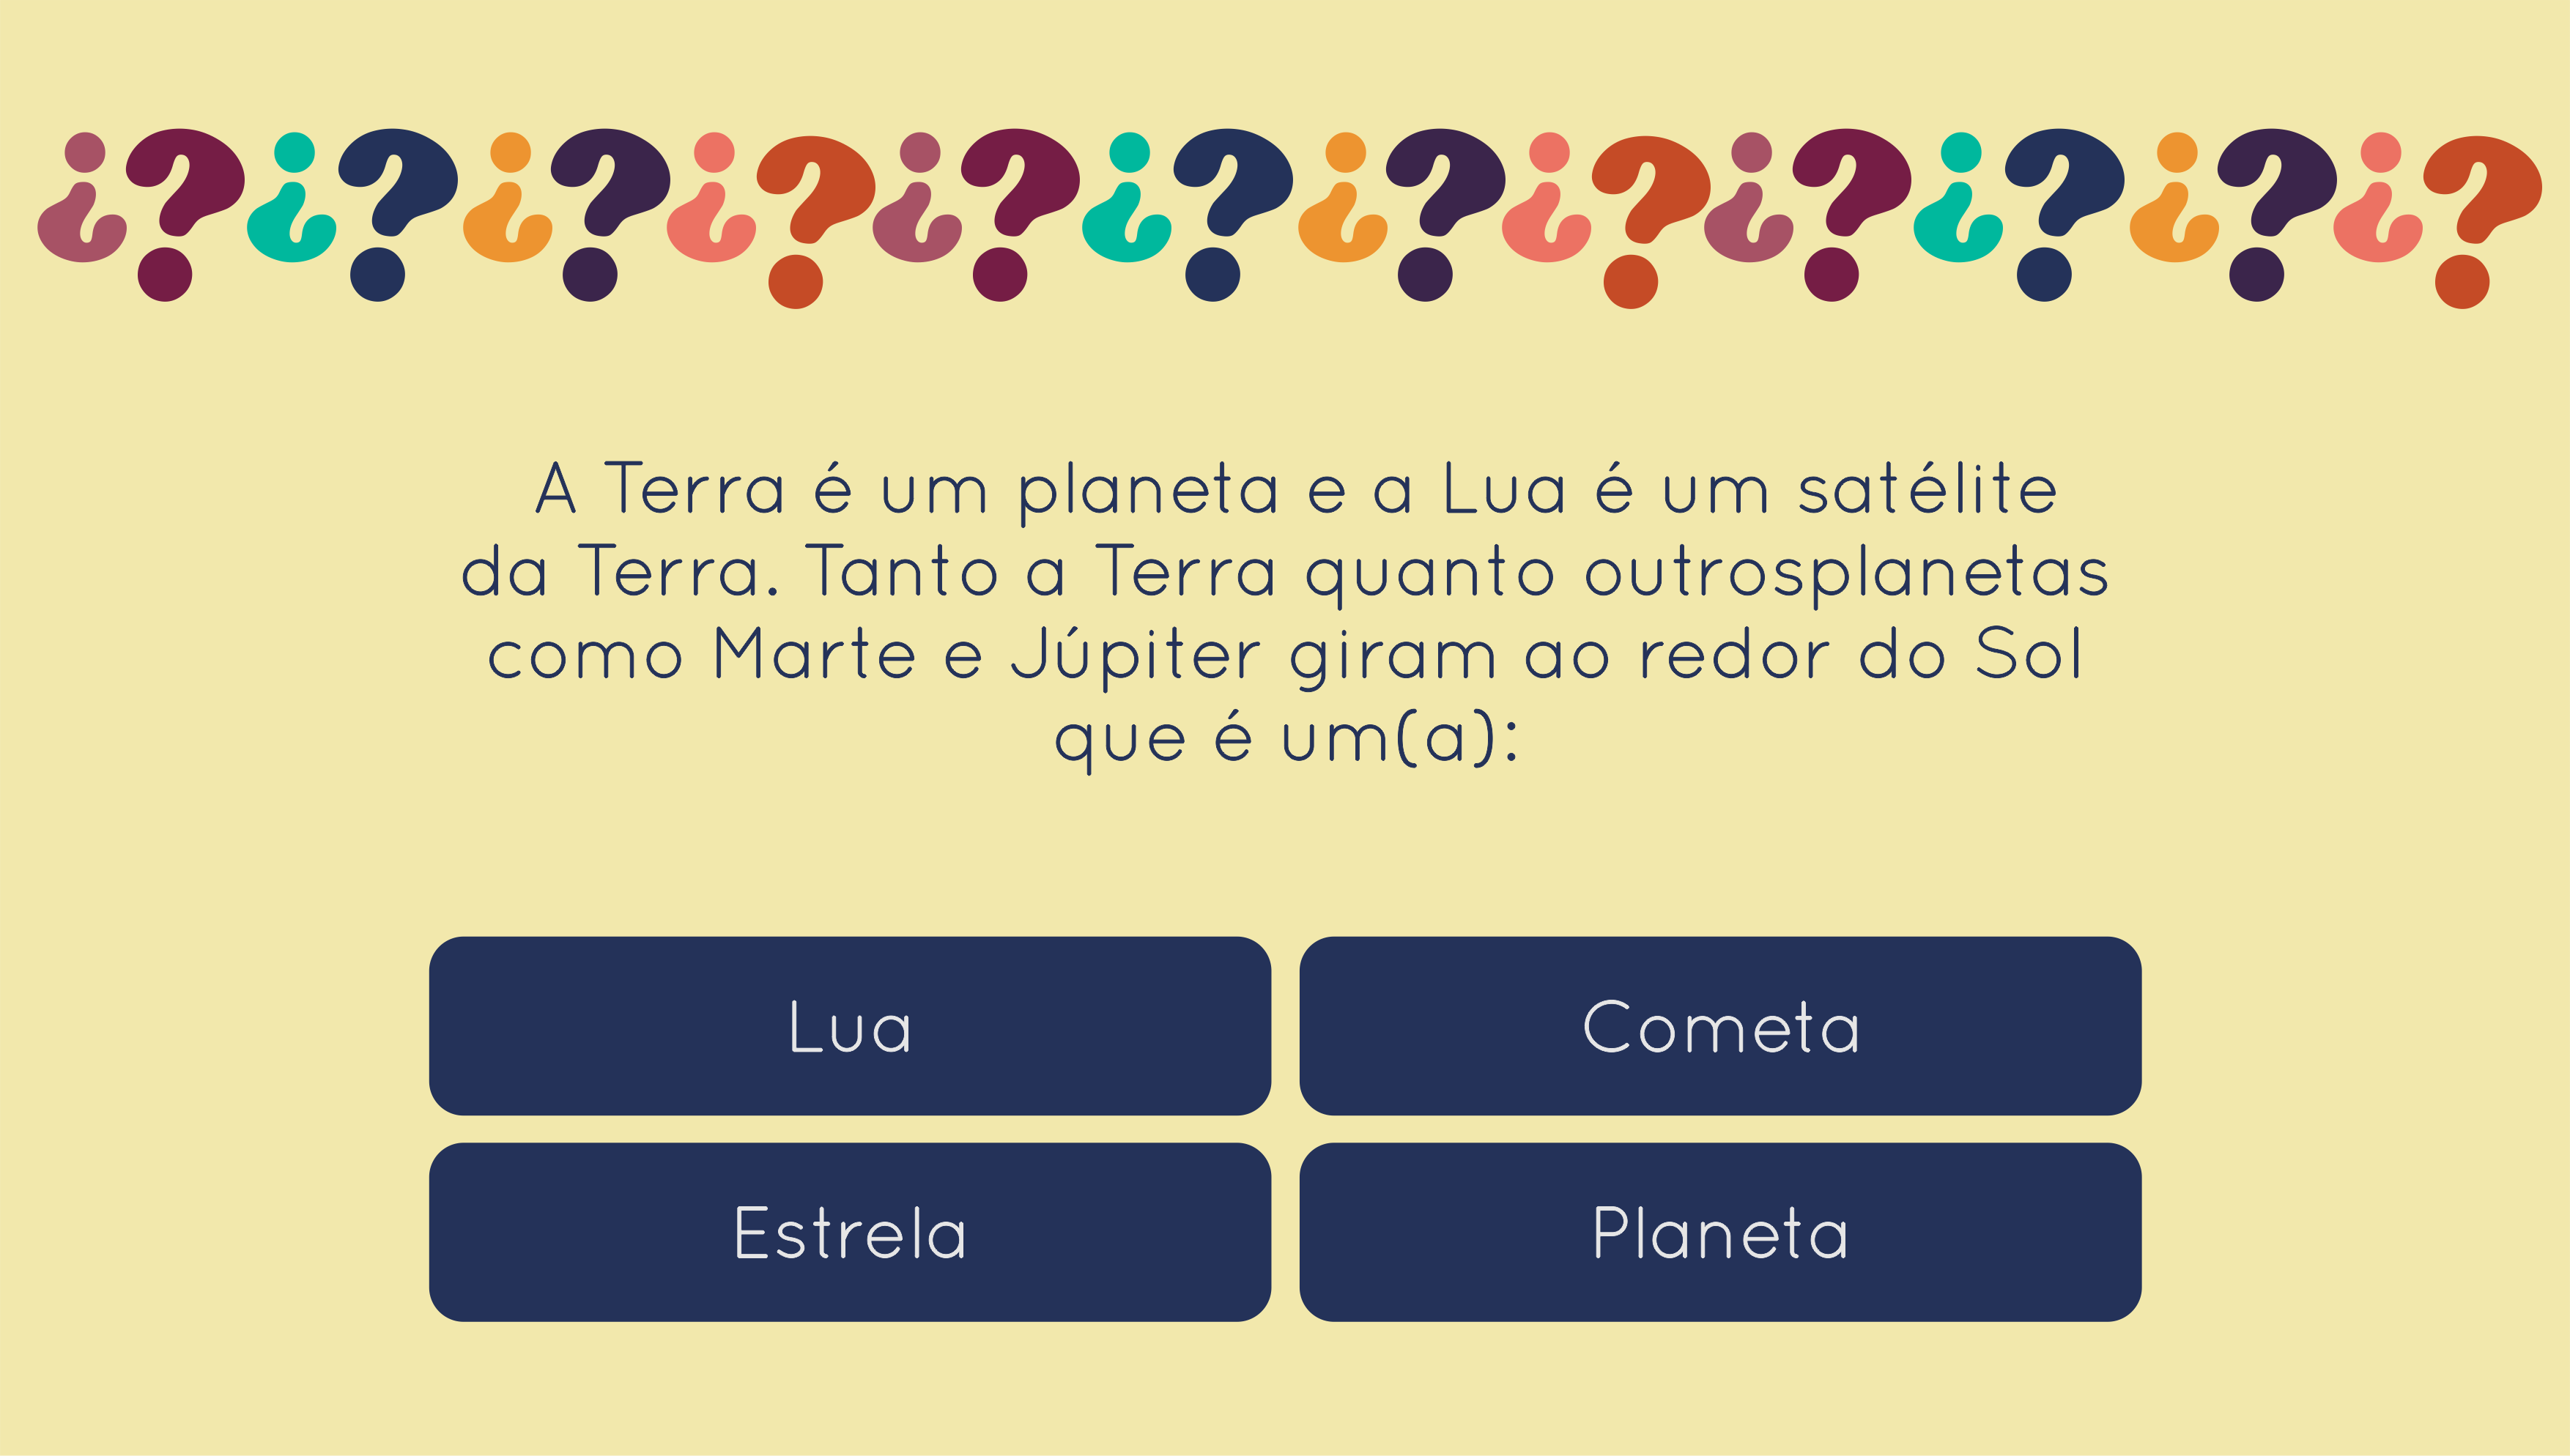 ¿?¿?¿?¿?¿?¿?¿?¿?¿?¿?¿?¿?
A Terra é um planeta e a Lua é um satélite
da Terra. Tanto a Terra quanto outrosplanetas
como Marte e Júpiter giram ao redor do Sol
que é um(a):
Lua
Cometa
Estrela
Planeta